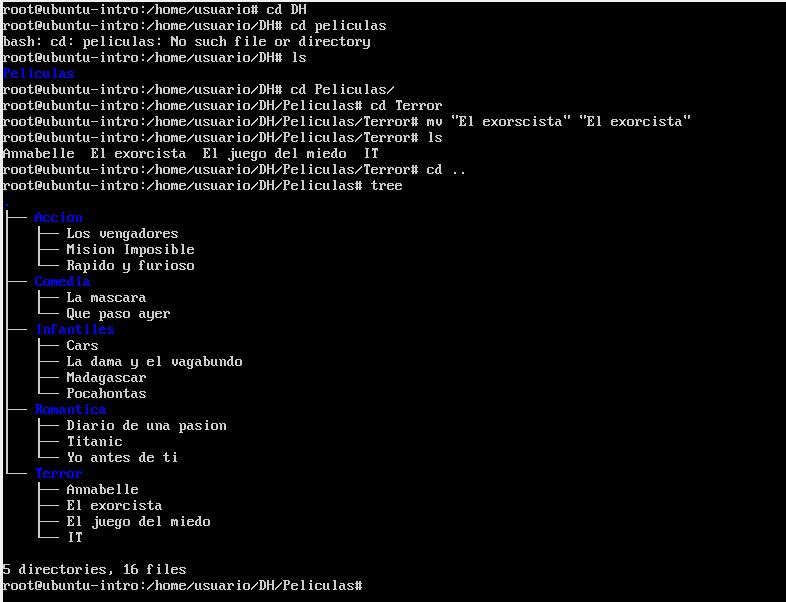 root@ubuntu-intro:/home/usuario# cd DH
root@ubuntu-intro:/home/usuario/DH# cd peliculas
bash: cd: peliculas: No such file or directory
root@ubuntu-intro:/home/usuario/DH# ls
Peliculas
root@ubuntu-intro:/home/usuario/DH# cd Peliculas/
root@ubuntu-intro:/home/usuario/DH/Peliculas# cd Terror
root@ubuntu-intro:/home/usuario/DH/Peliculas/Terror# mv "El exorscista" "El exorcista"
root@ubuntu-intro:/home/usuario/DH/Peliculas/Terror# ls
Annabelle  El exorcista  El juego del miedo  IT
root@ubuntu-intro:/home/usuario/DH/Peliculas/Terror# cd ..
root@ubuntu-intro:/home/usuario/DH/Peliculas# tree
.
├── Accion
│   ├── Los vengadores
│   ├── Mision Imposible
│   └── Rapido y furioso
├── Comedia
│   ├── La mascara
│   └── Que paso ayer
├── Infantiles
│   ├── Cars
│   ├── La dama y el vagabundo
│   ├── Madagascar
│   └── Pocahontas
├── Romantica
│   ├── Diario de una pasion
│   ├── Titanic
│   └── Yo antes de ti
└── Terror
    ├── Annabelle
    ├── El exorcista
    ├── El juego del miedo
    └── IT

5 directories, 16 files
root@ubuntu-intro:/home/usuario/DH/Peliculas#